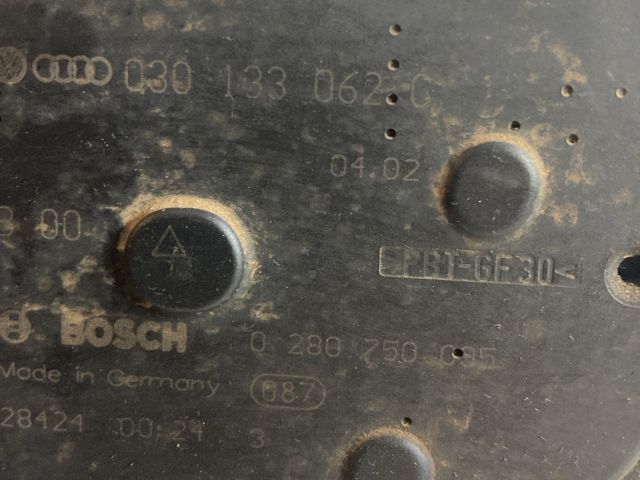 030 133 062 C
04.02
3 00
>PBT-GF30<
BOSCH 0 280 750 095
Made in Germany 087
28424 00:24 3